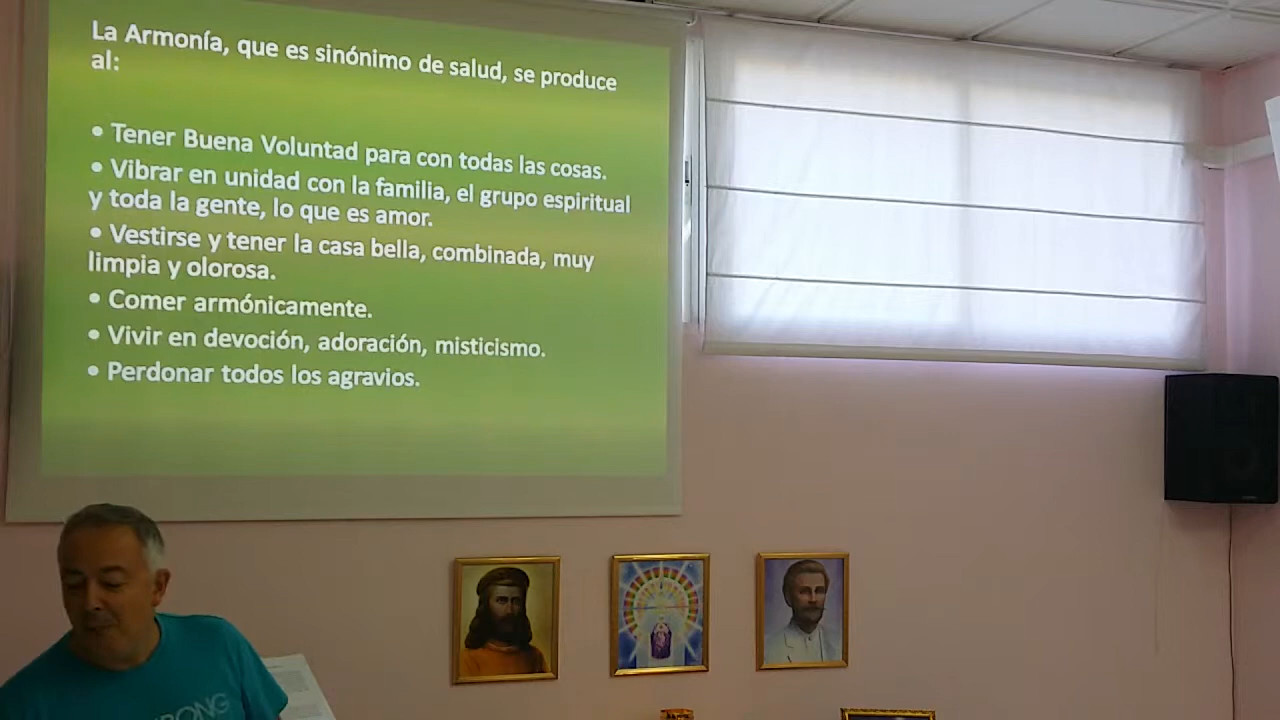 La Armonía, que es sinónimo de salud, se produce
al:
• Tener Buena Voluntad para con todas las cosas.
• Vibrar en unidad con la familia, el grupo espiritual
y toda la gente, lo que es amor.
• Vestirse y tener la casa bella, combinada, muy
limpia y olorosa.
• Comer armónicamente.
• Vivir en devoción, adoración, misticismo.
• Perdonar todos los agravios.